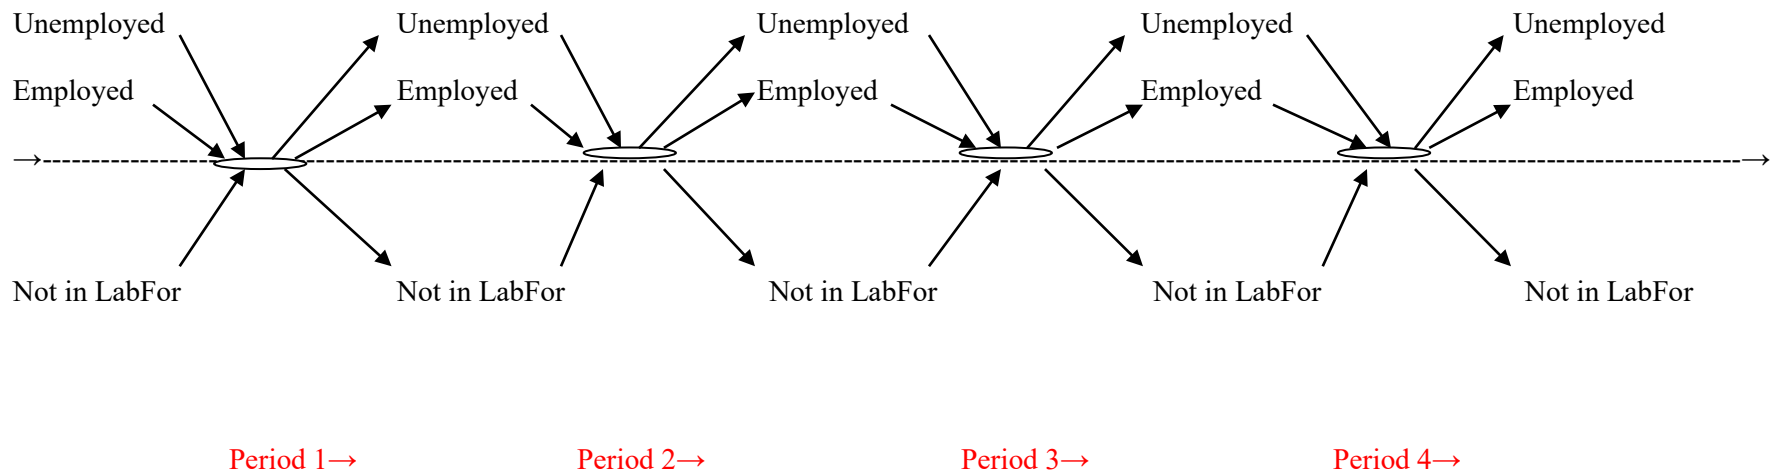 Unemployed Unemployed Unemployed Unemployed Unemployed
Employed Employed Employed Employed Employed
Not in LabFor Not in LabFor Not in LabFor Not in LabFor Not in LabFor
Period 1→ Period 2→ Period 3→ Period 4→